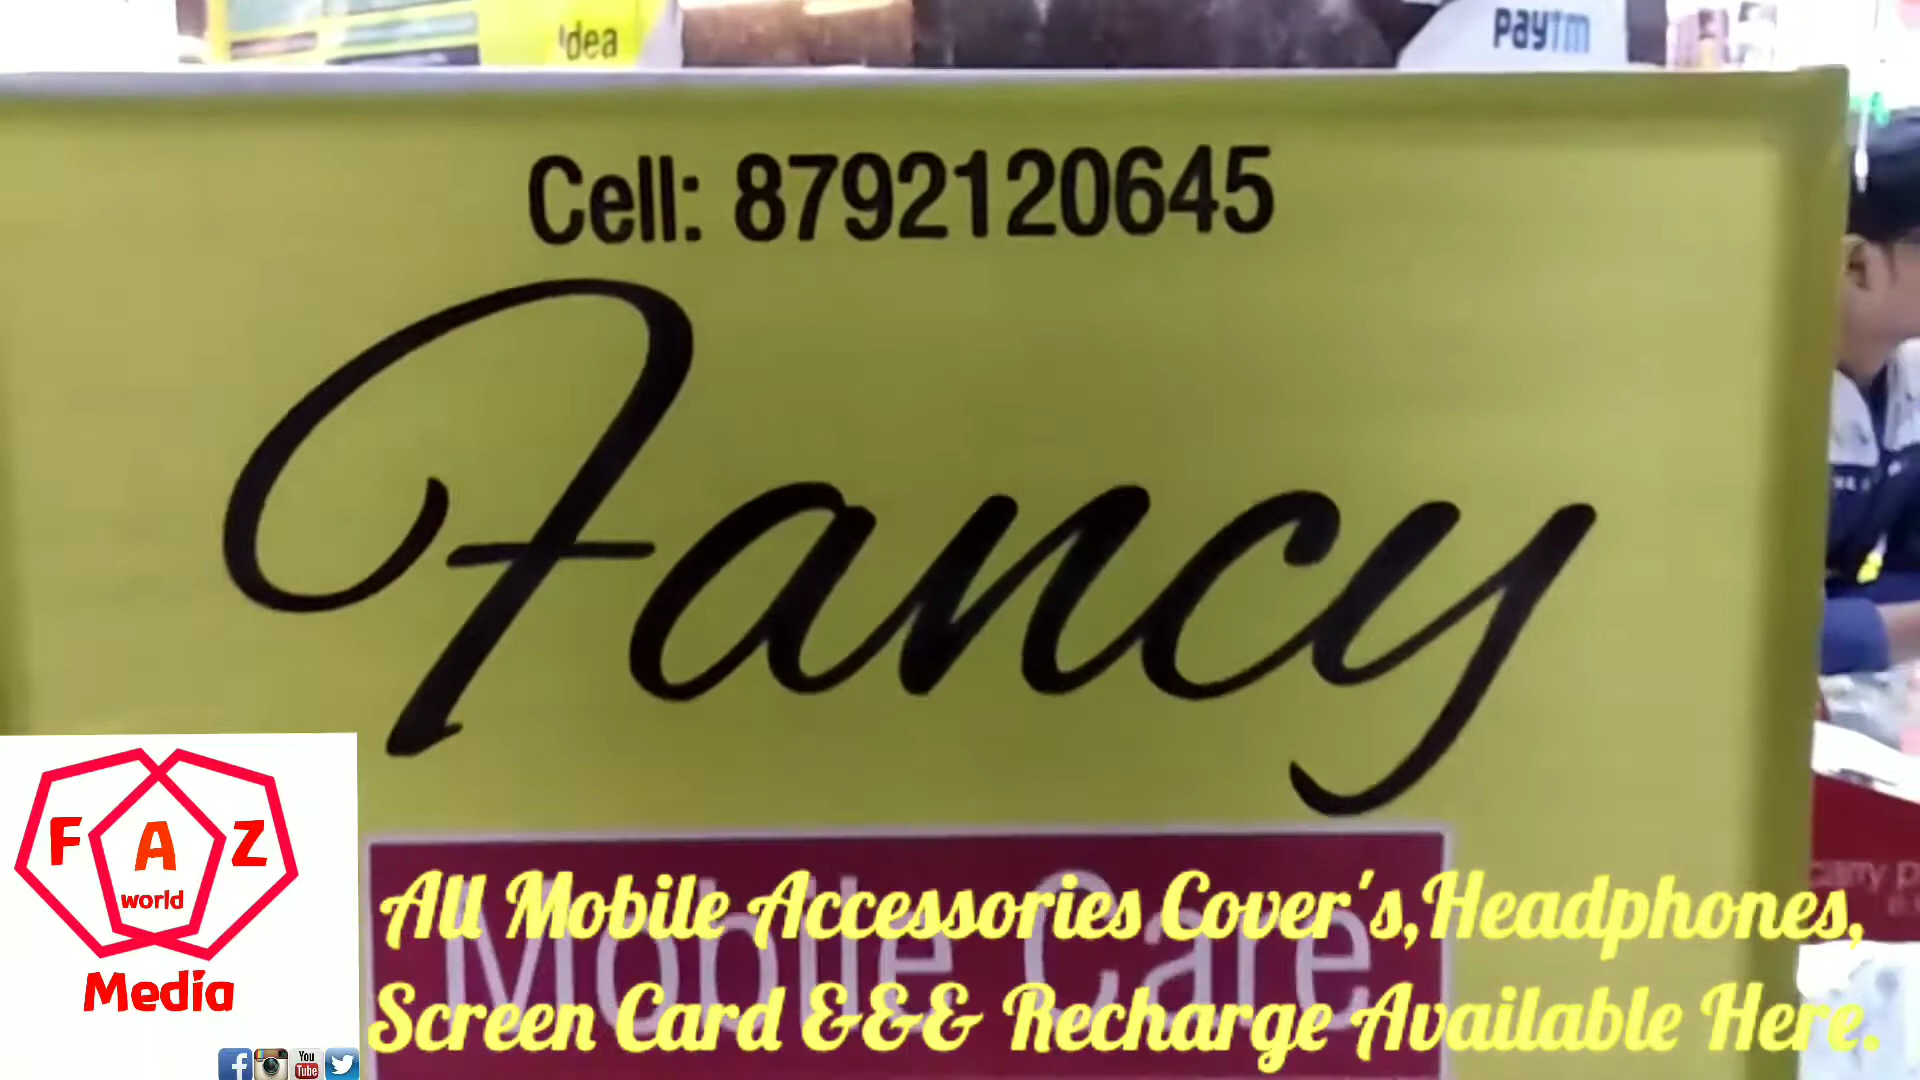 idea
paytm
Cell: 8792120645
Fancy
Mobile Care
All Mobile Accessories Cover's,Headphones,
Screen Card &&& Recharge Available Here.
F A Z
world
Media
You
Tube
carry